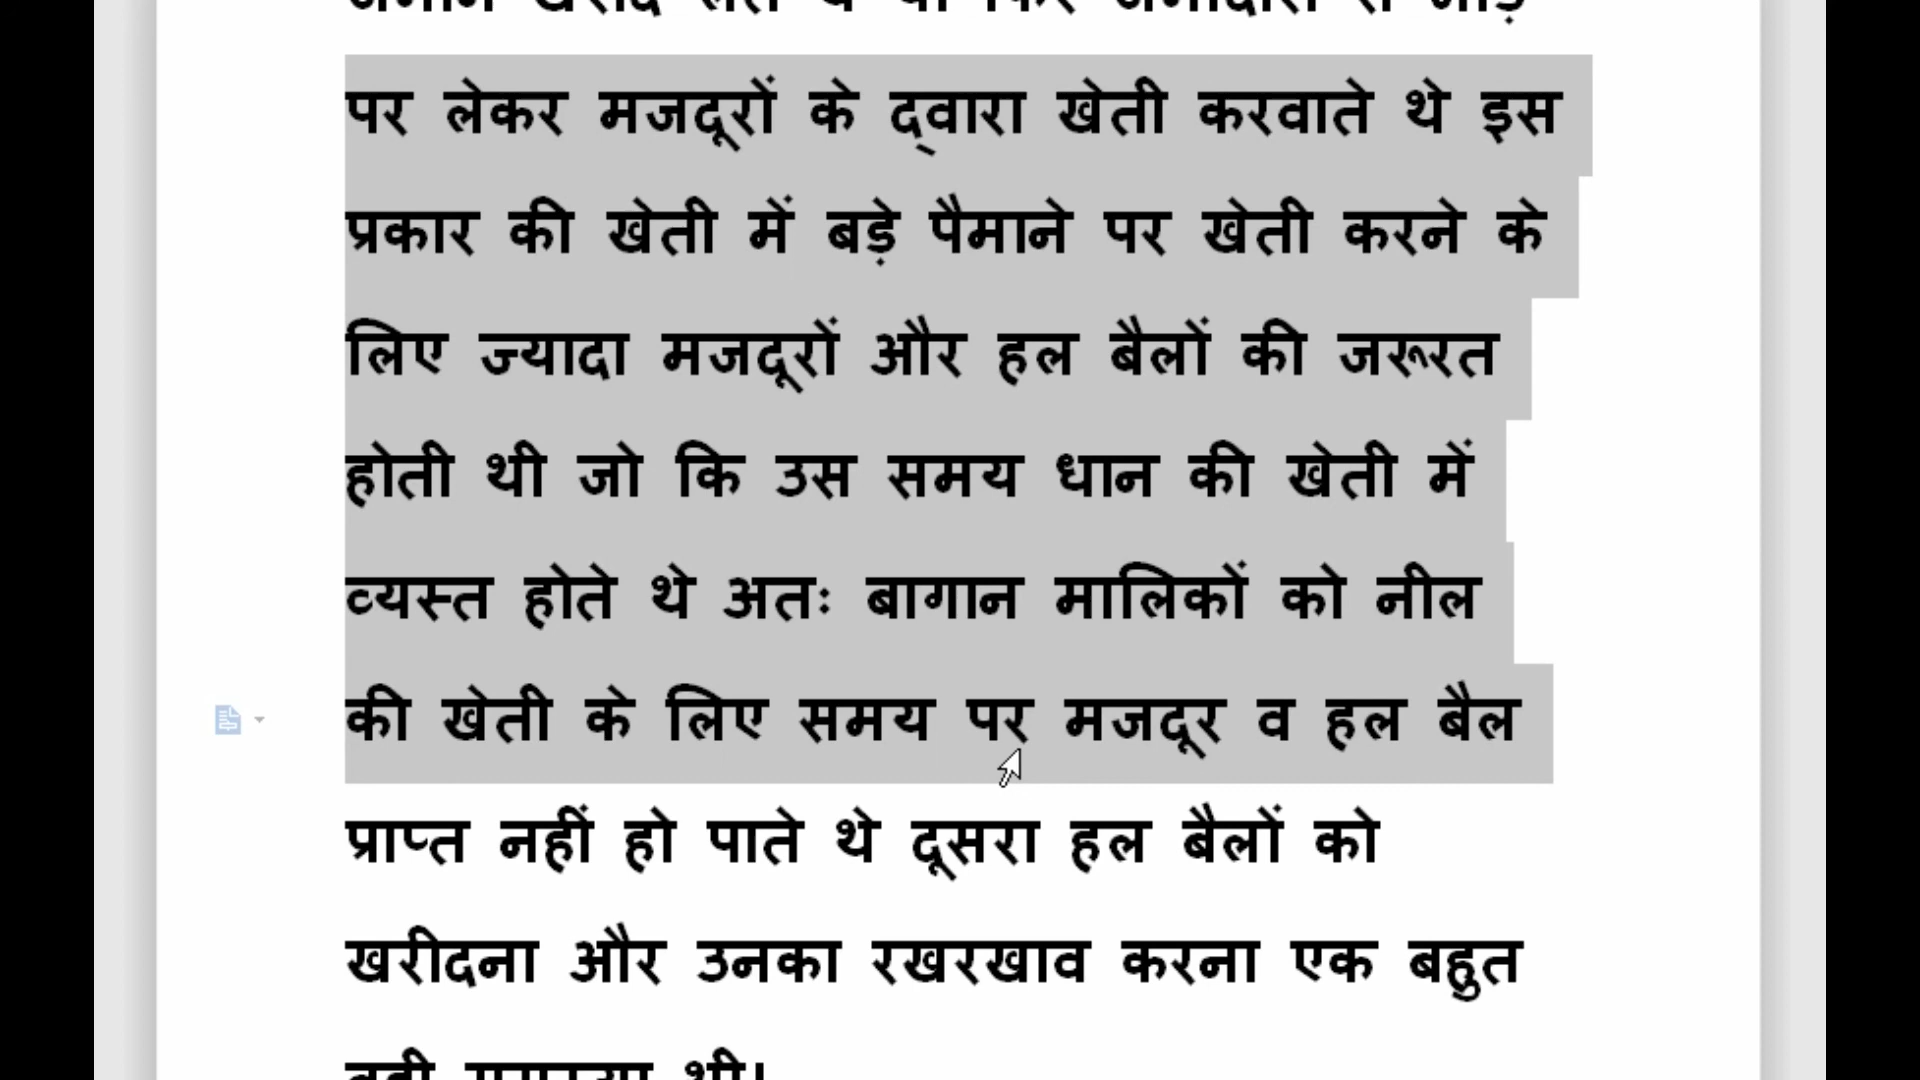 पर लेकर मजदूरों के द्वारा खेती करवाते थे इस
प्रकार की खेती में बड़े पैमाने पर खेती करने के
लिए ज्यादा मजदूरों और हल बैलों की जरूरत
होती थी जो कि उस समय धान की खेती में
व्यस्त होते थे अतः बागान मालिकों को नील
की खेती के लिए समय पर मजदूर व हल बैल
प्राप्त नहीं हो पाते थे दूसरा हल बैलों को
खरीदना और उनका रखरखाव करना एक बहुत